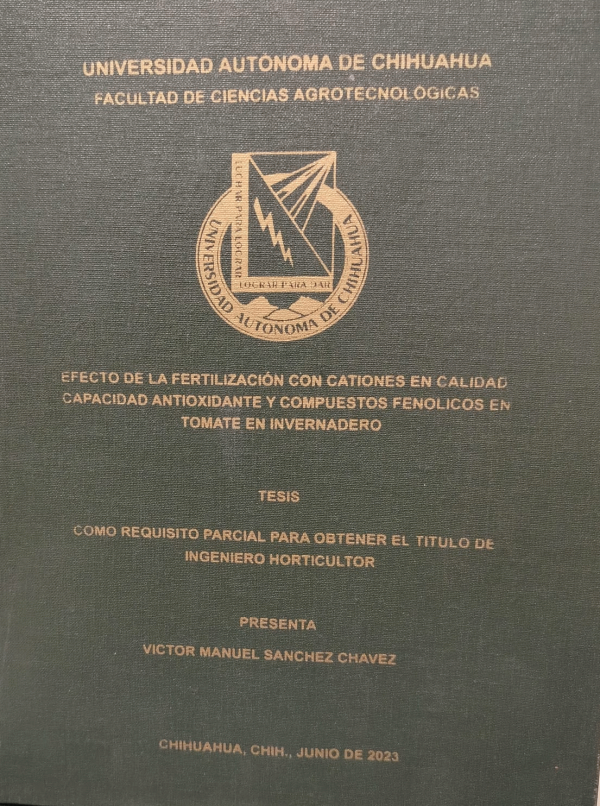 UNIVERSIDAD AUTÓNOMA DE CHIHUAHUA
FACULTAD DE CIENCIAS AGROTECNOLÓGICAS
LUCHAR PARA LOGRAR
LOGRAR PARA DAR
UNIVERSIDAD AUTONOMA DE CHIHUAHUA
EFECTO DE LA FERTILIZACIÓN CON CATIONES EN CALIDAD
CAPACIDAD ANTIOXIDANTE Y COMPUESTOS FENOLICOS EN
TOMATE EN INVERNADERO
TESIS
COMO REQUISITO PARCIAL PARA OBTENER EL TITULO DE
INGENIERO HORTICULTOR
PRESENTA
VICTOR MANUEL SANCHEZ CHAVEZ
CHIHUAHUA, CHIH., JUNIO DE 2023